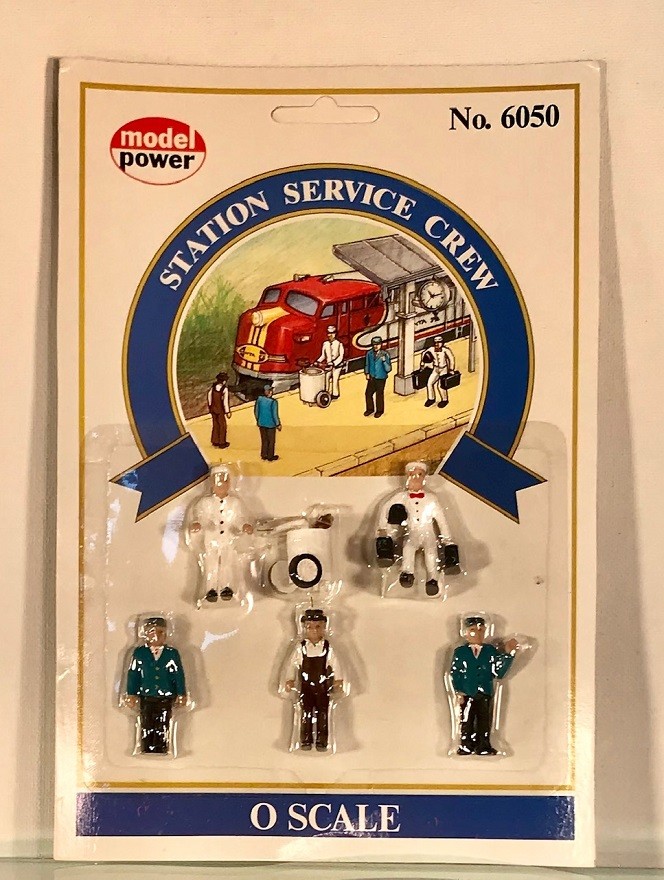 model
power
No. 6050
STATION SERVICE CREW
O SCALE